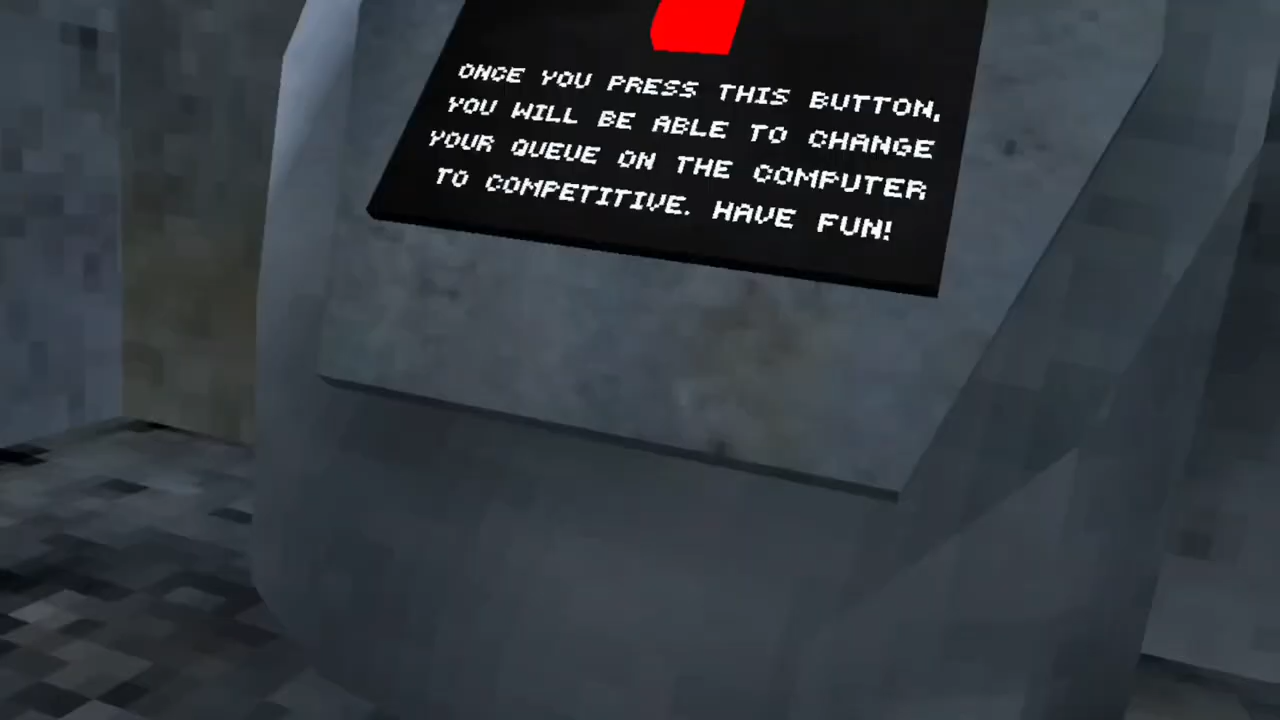 ONCE YOU PRESS THIS BUTTON,
YOU WILL BE ABLE TO CHANGE
YOUR QUEUE ON THE COMPUTER
TO COMPETITIVE. HAVE FUN!